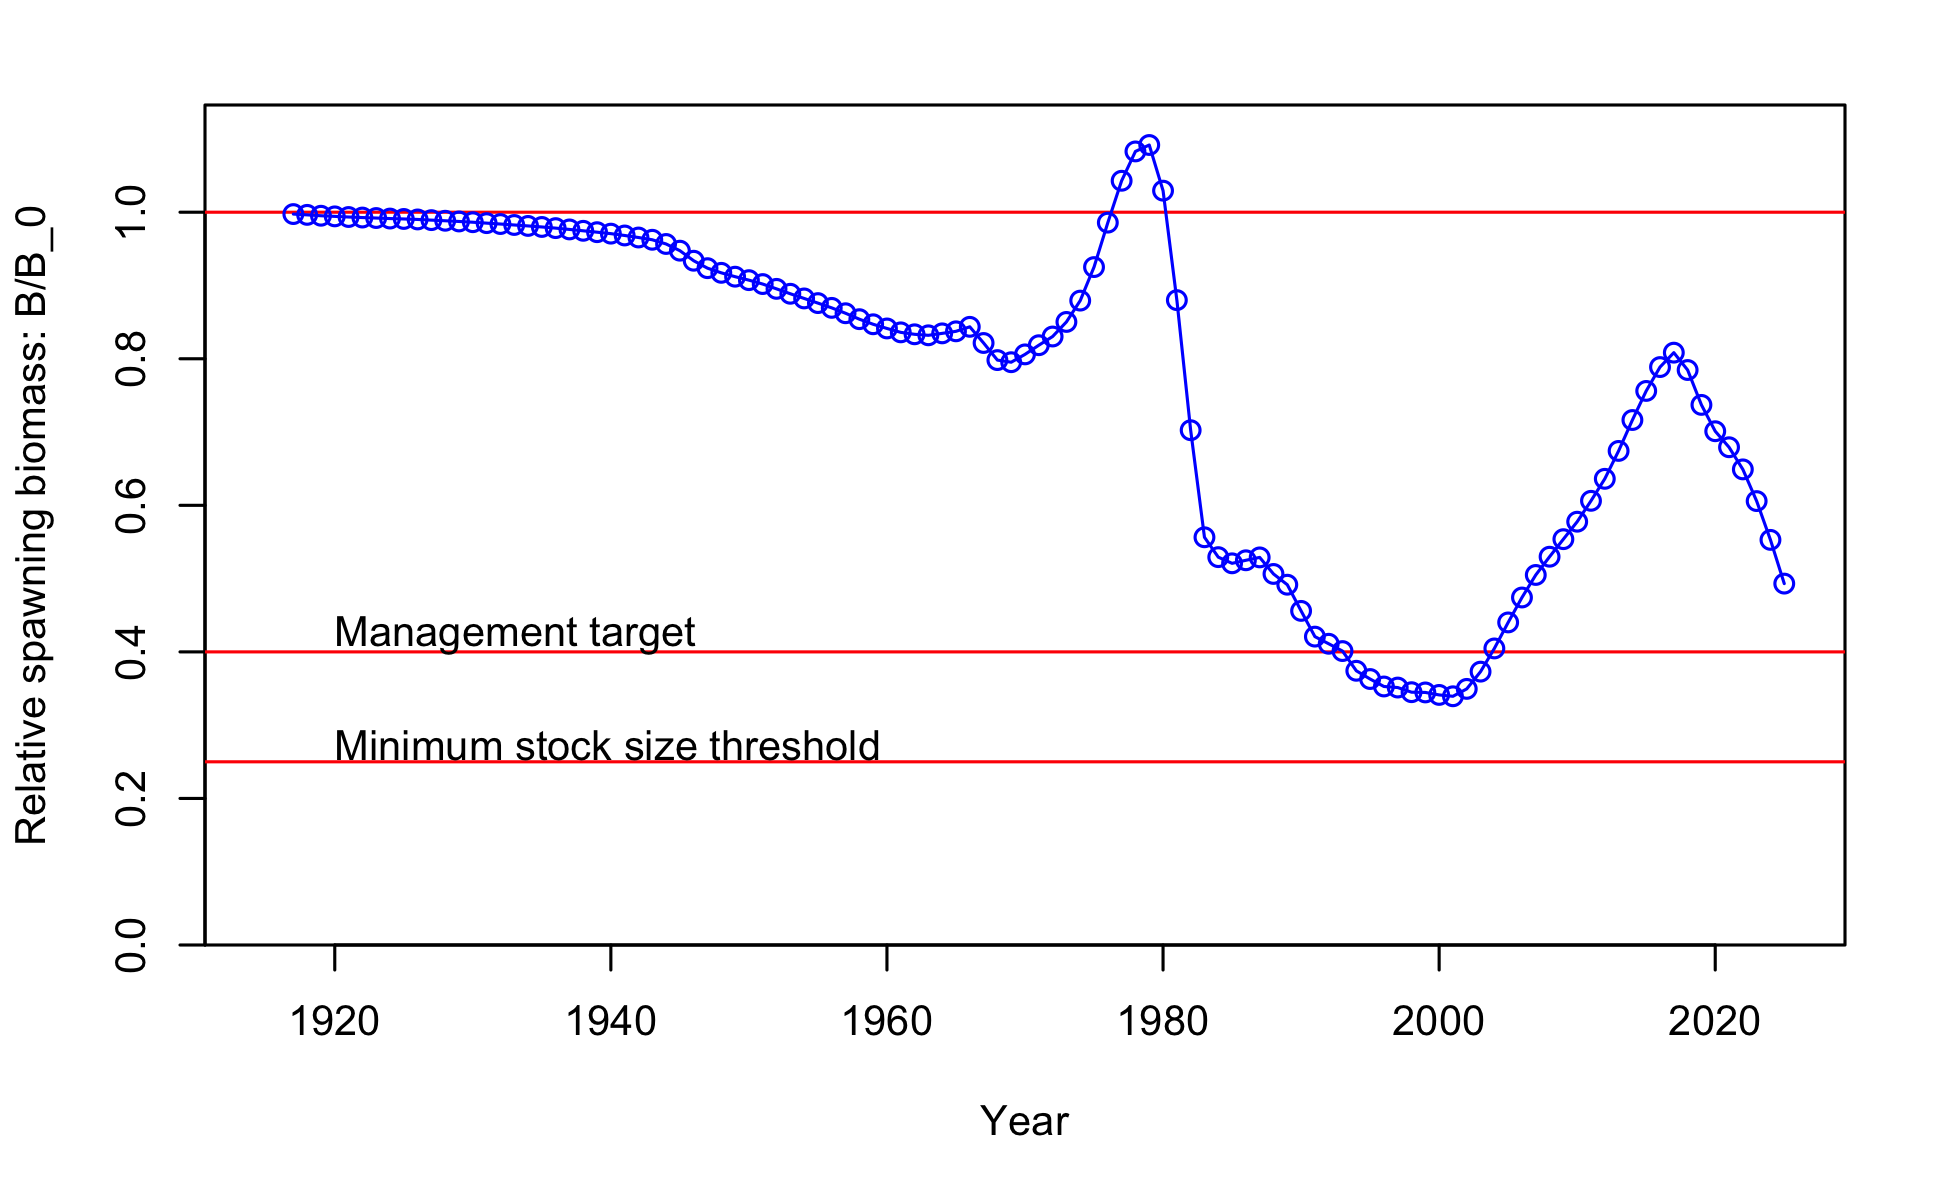 Relative spawning biomass: B/B_0
1.0
0.8
0.6
0.4
0.2
0.0
Management target
Minimum stock size threshold
1920 1940 1960 1980 2000 2020
Year